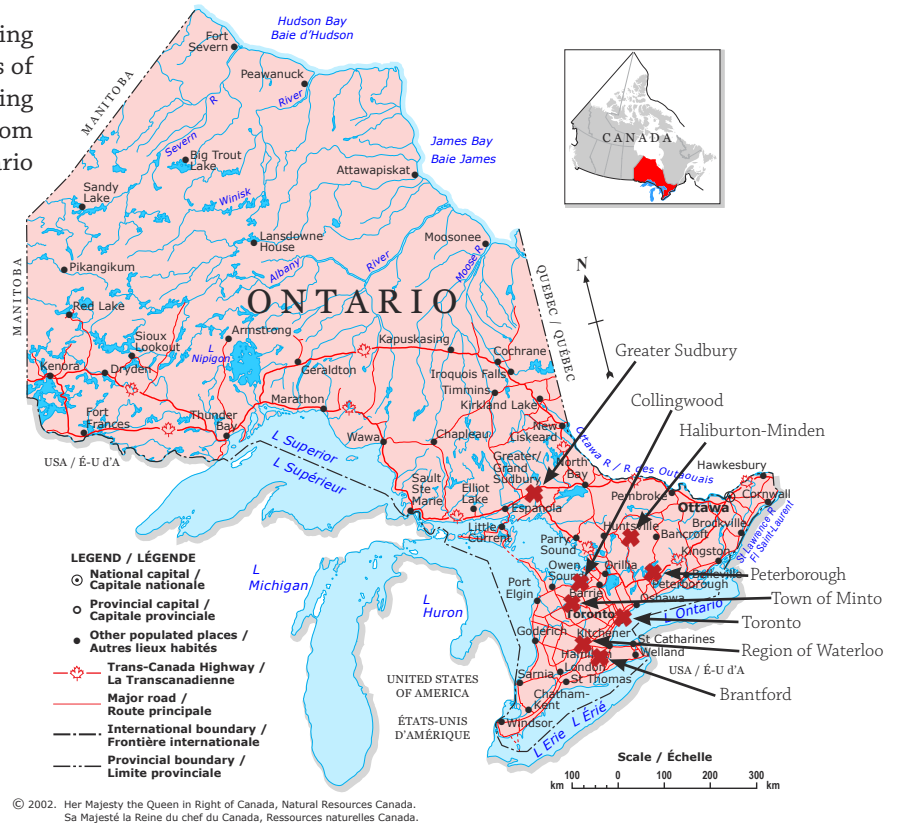 ing
s of
ing
om
rio
Hudson Bay
Baie d'Hudson
Fort
Severn
Peawanuck
MANITOBA
River
Severn R
James Bay
Baie James
CANADA
Big Trout
Lake
Attawapiskat
Sandy
Lake
Winisk
Lansdowne
House
Moosonee
Pikangikum
Albany River
Moose R
QUEBEC / QUÉBEC
N
MANITOBA
ONTARIO
Red Lake
Armstrong
Sioux
Lookout
L
Nipigon
Kapuskasing
Cochrane
Greater Sudbury
Kenora
Dryden
Geraldton
Iroquois Falls
Timmins
Collingwood
Marathon
Kirkland Lake
Fort
Frances
Thunder
Bay
Wawa
Chapleau
New
Liskeard
Haliburton-Minden
USA / É-U d'A
L Superior
L Superieur
Greater/
Grand
Sudbury
North
Bay
Ottawa R / R des Outaouais
Hawkesbury
Sault
Ste
Marie
Elliot
Lake
Espanola
Pembroke
Ottawa
Cornwall
Little
Current
Parry
Sound
Huntsville
Bancroft
Brockville
St Lawrence R
Fl Saint-Laurent
Kingston
LEGEND / LÉGENDE
National capital /
Capitale nationale
Provincial capital /
Capitale provinciale
Other populated places /
Autres lieux habités
Trans-Canada Highway /
La Transcanadienne
Major road /
Route principale
International boundary /
Frontière internationale
Provincial boundary /
Limite provinciale
L
Michigan
L
Huron
Owen
Sound
Orillia
Belleville
Peterborough
Peterborough
Port
Elgin
Barrie
Oshawa
Town of Minto
Toronto
L Ontario
Toronto
Goderich
Kitchener
St Catharines
Region of Waterloo
Hamilton
Welland
USA / É-U d'A
London
Sarnia
St Thomas
Brantford
UNITED STATES
OF AMERICA
ÉTATS-UNIS
D'AMÉRIQUE
Chatham-
Kent
Windsor
L Erie L Érié
Scale / Échelle
100 0 100 200 300
km km
© 2002. Her Majesty the Queen in Right of Canada, Natural Resources Canada.
Sa Majesté la Reine du chef du Canada, Ressources naturelles Canada.